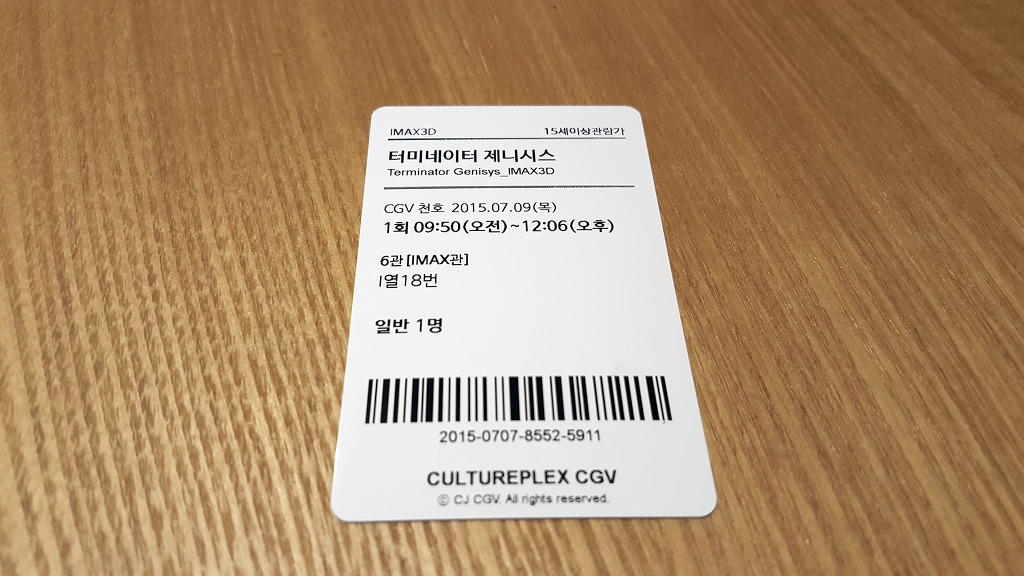 IMAX3D 15세이상관람가
터미네이터 제니시스
Terminator Genisys_IMAX3D
CGV 천호 2015.07.09(목)
1회 09:50(오전)~12:06(오후)
6관 [IMAX관]
I열18번
일반 1명
2015-0707-8552-5911
CULTUREPLEX CGV
ⓒ CJ CGV. All rights reserved.